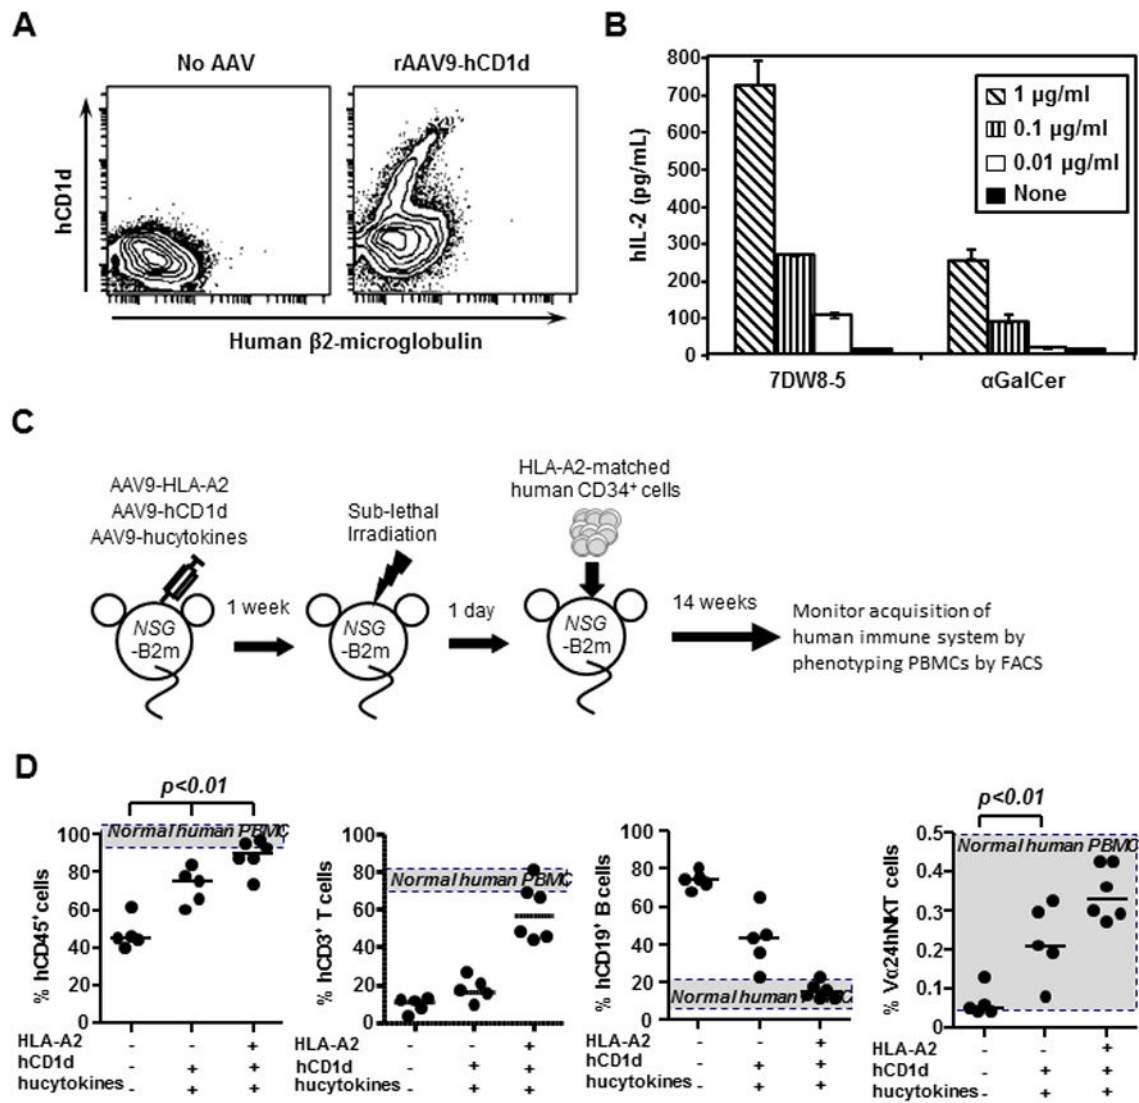 A
No AAV
rAAV9-hCD1d
hCD1d
Human β2-microglobulin
B
800
700
600
500
400
300
200
100
0
hIL-2 (pg/mL)
1 µg/ml
0.1 µg/ml
0.01 µg/ml
None
7DW8-5
αGalCer
C
AAV9-HLA-A2
AAV9-hCD1d
AAV9-hucytokines
NSG
-B2m
1 week
Sub-lethal
Irradiation
NSG
-B2m
1 day
HLA-A2-matched
human CD34⁺ cells
NSG
-B2m
14 weeks
Monitor acquisition of
human immune system by
phenotyping PBMCs by FACS
D
p<0.01
Normal human PBMC
% hCD45⁺ cells
100
80
60
40
20
0
HLA-A2 - - +
hCD1d - + +
hucytokines - + +
Normal human PBMC
% hCD3⁺ T cells
100
80
60
40
20
0
HLA-A2 - - +
hCD1d - + +
hucytokines - + +
Normal human PBMC
% hCD19⁺ B cells
100
80
60
40
20
0
HLA-A2 - - +
hCD1d - + +
hucytokines - + +
p<0.01
Normal human PBMC
% Vα24hNKT cells
0.5
0.4
0.3
0.2
0.1
0
HLA-A2 - - +
hCD1d - + +
hucytokines - + +